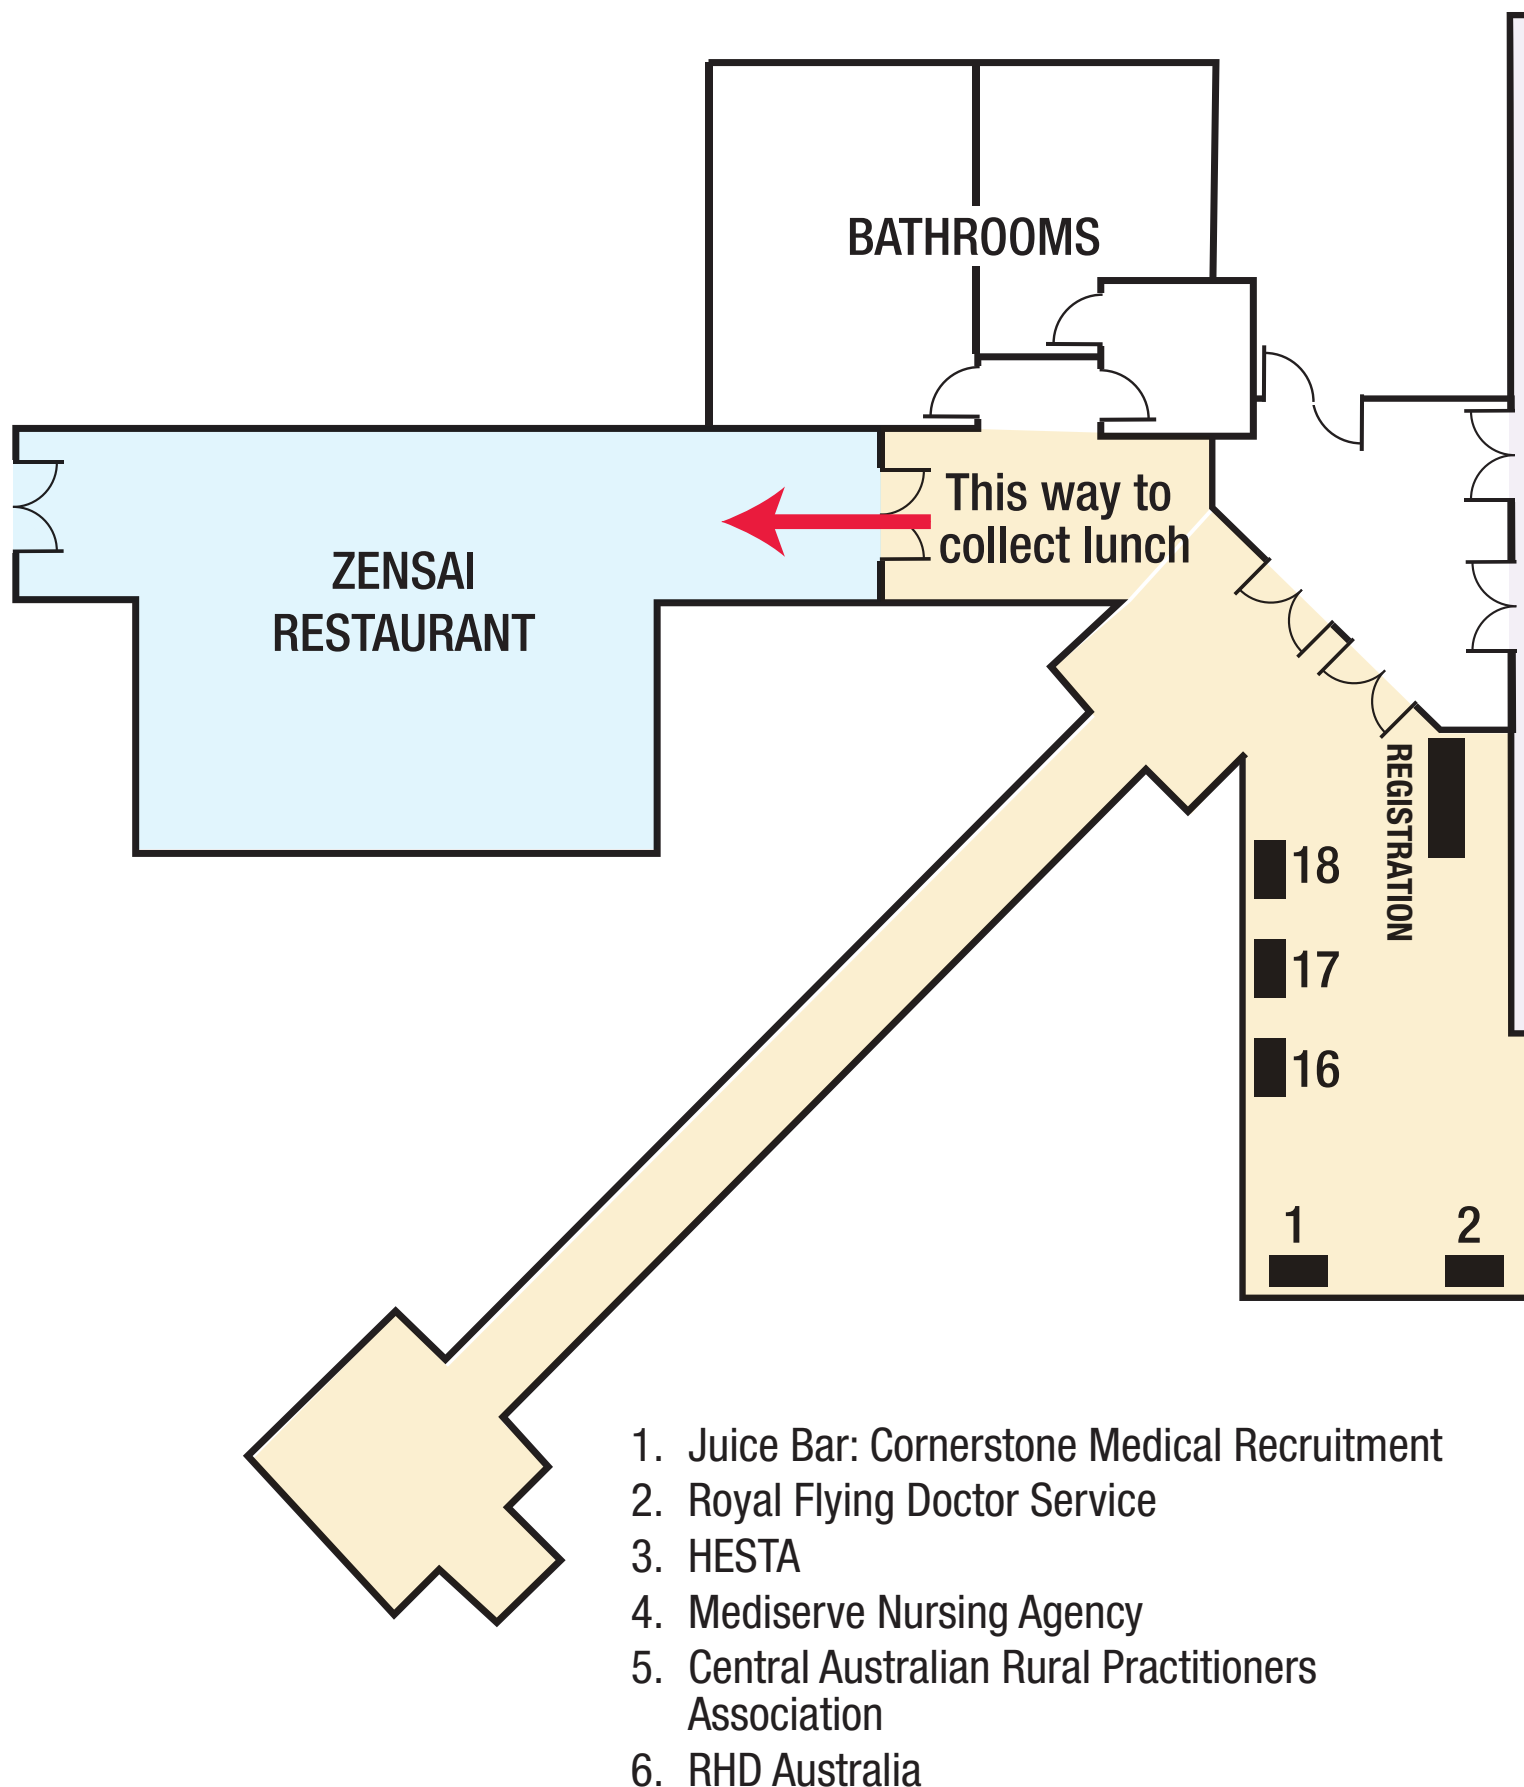 BATHROOMS
This way to
collect lunch
ZENSAI
RESTAURANT
REGISTRATION
18
17
16
1
2
1. Juice Bar: Cornerstone Medical Recruitment
2. Royal Flying Doctor Service
3. HESTA
4. Mediserve Nursing Agency
5. Central Australian Rural Practitioners
Association
6. RHD Australia